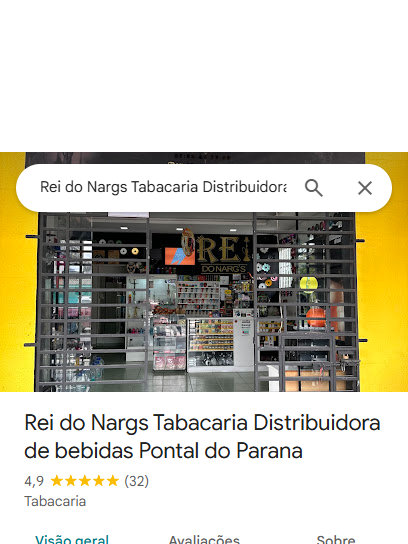 Rei do Nargs Tabacaria Distribuidora
REi
DO NARG'S
Rei do Nargs Tabacaria Distribuidora
de bebidas Pontal do Parana
4,9 (32)
Tabacaria
Visão geral Avaliações Sobre